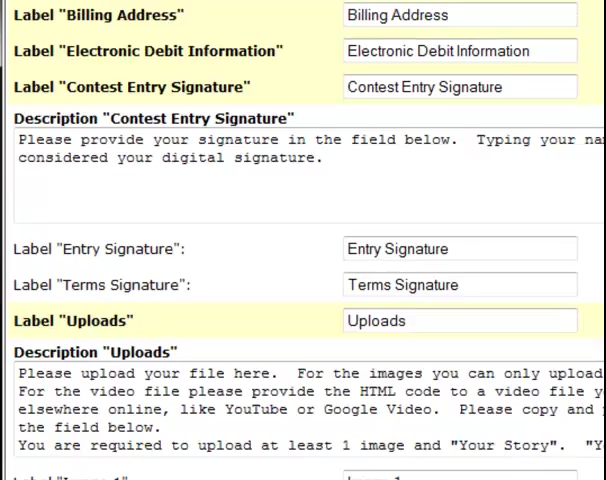 Label "Billing Address" Billing Address
Label "Electronic Debit Information" Electronic Debit Information
Label "Contest Entry Signature" Contest Entry Signature
Description "Contest Entry Signature"
Please provide your signature in the field below. Typing your
considered your digital signature.
Label "Entry Signature": Entry Signature
Label "Terms Signature": Terms Signature
Label "Uploads" Uploads
Description "Uploads"
Please upload your file here. For the images you can only upload
For the video file please provide the HTML code to a video file
elsewhere online, like YouTube or Google Video. Please copy and
the field below.
You are required to upload at least 1 image and "Your Story".